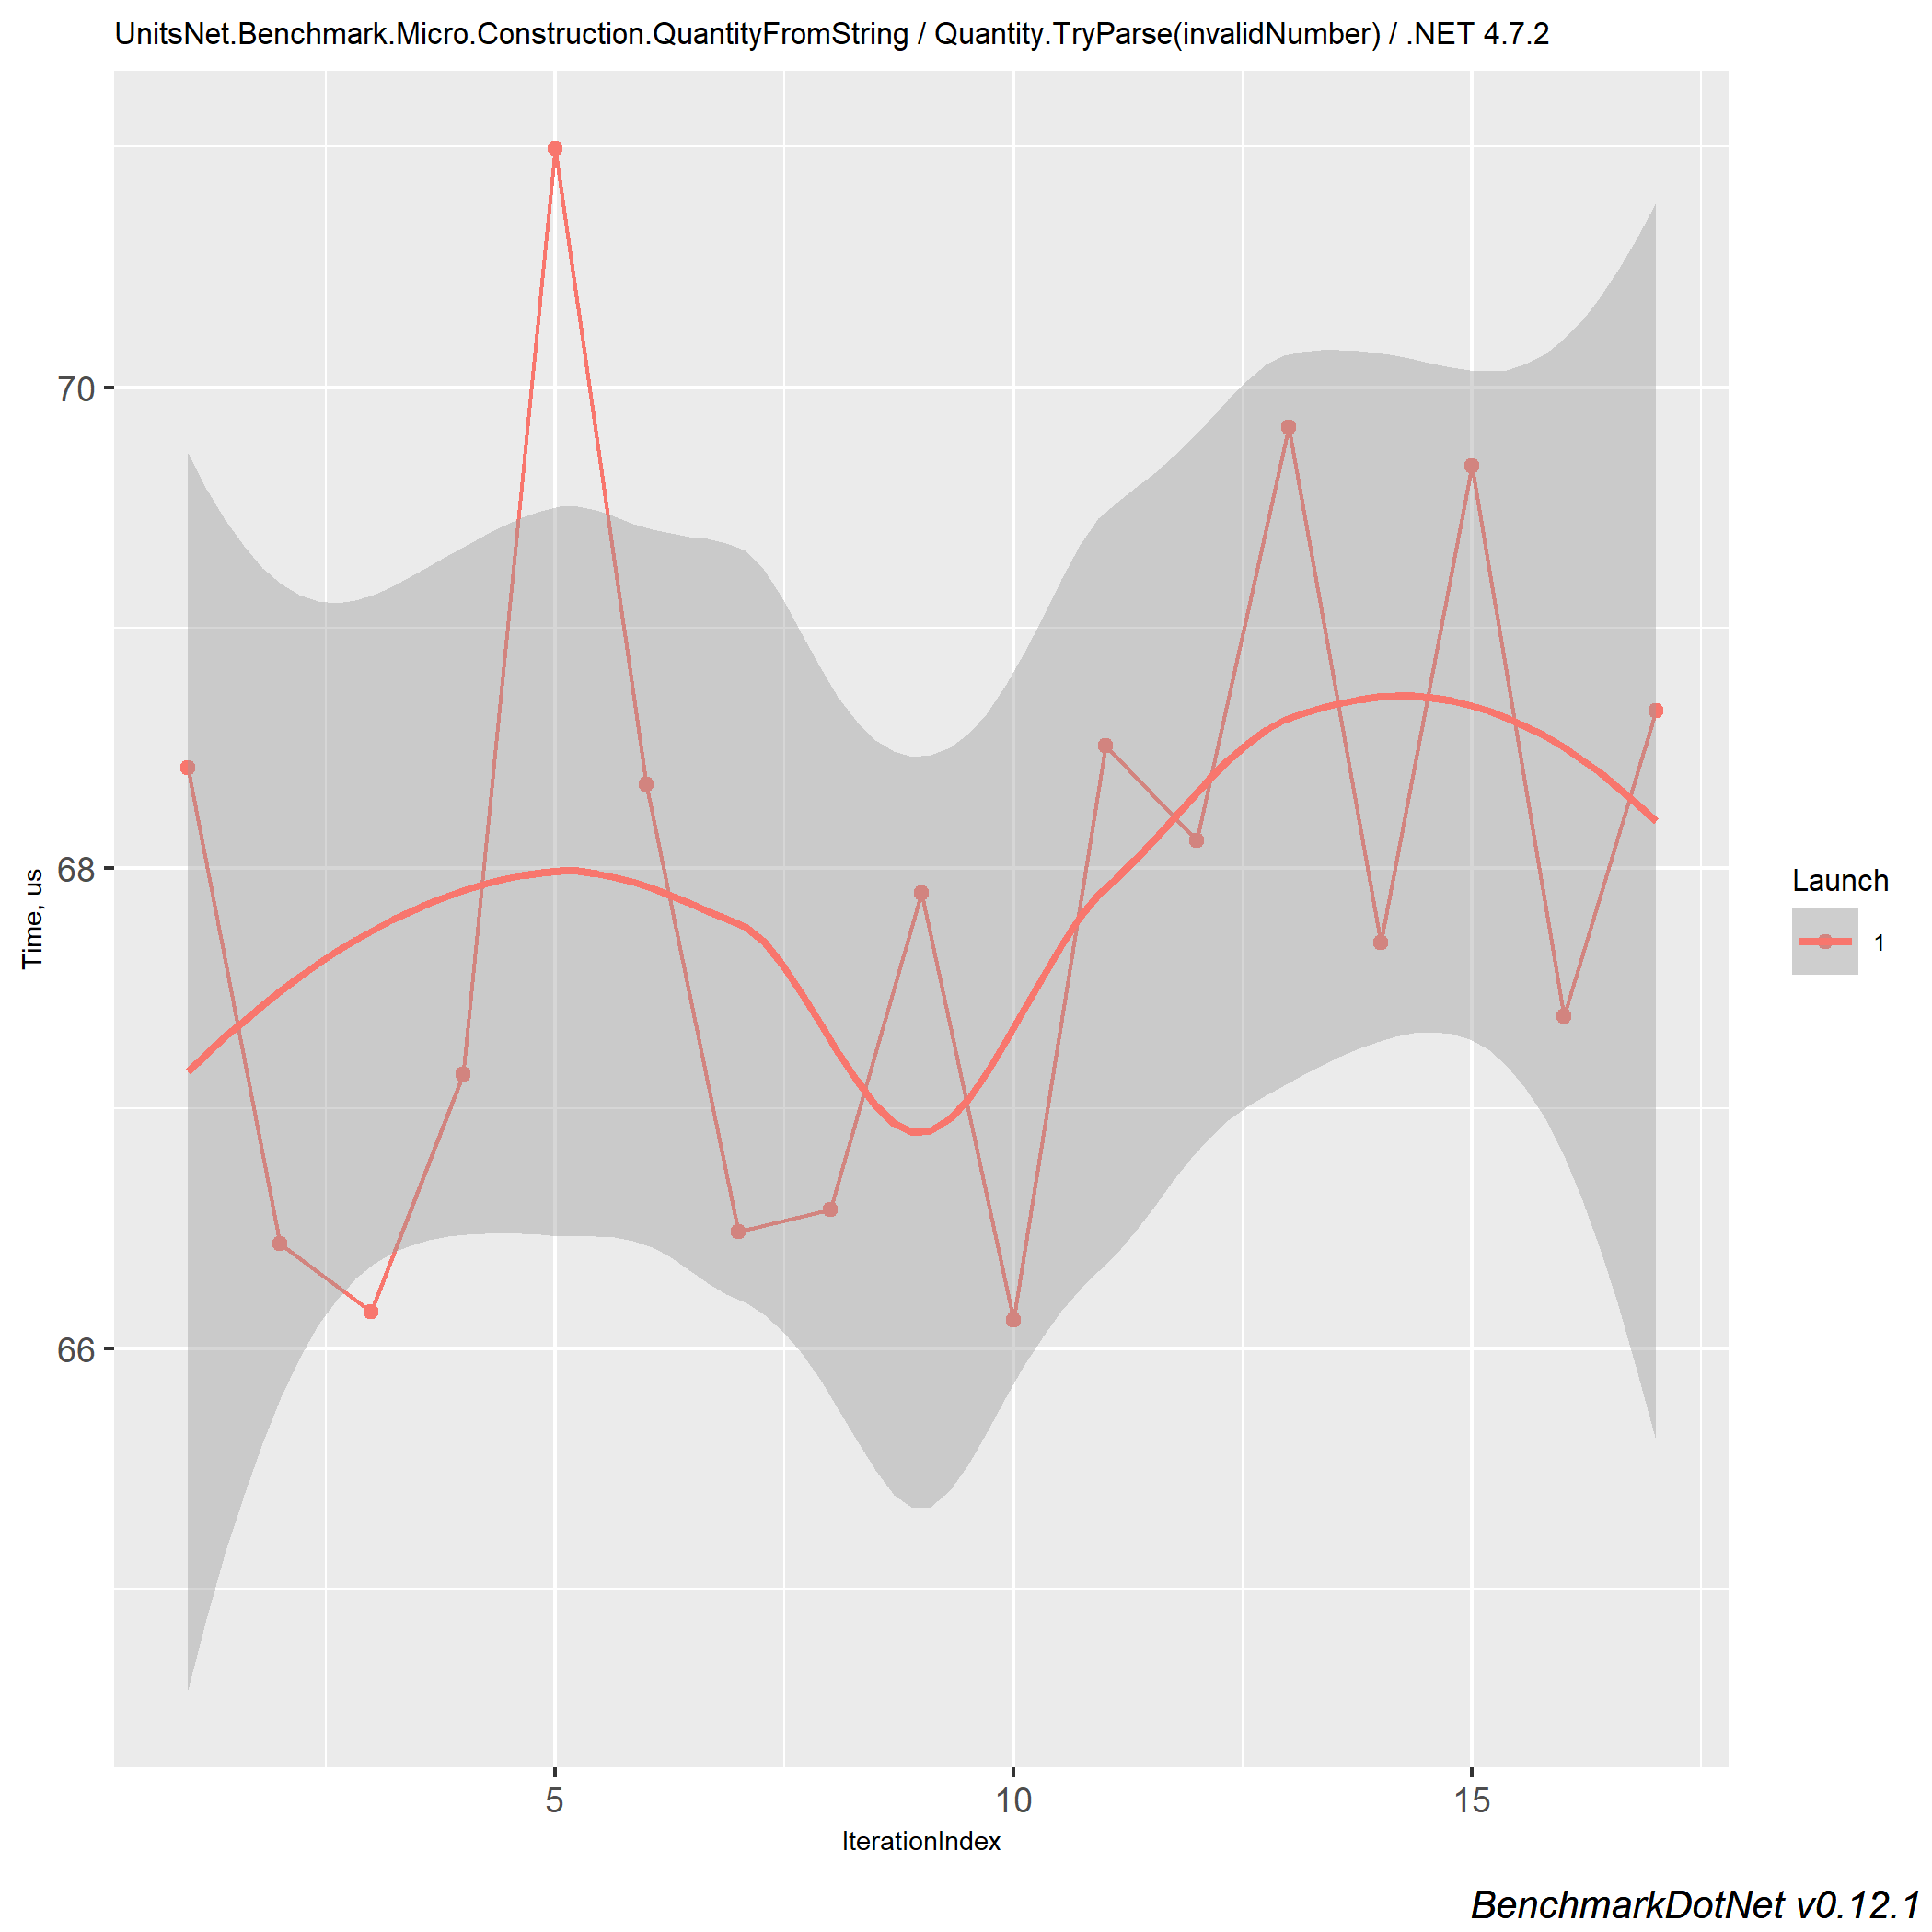 UnitsNet.Benchmark.Micro.Construction.QuantityFromString / Quantity.TryParse(invalidNumber) / .NET 4.7.2
70
68
66
Time, us
5
10
15
IterationIndex
Launch
1
BenchmarkDotNet v0.12.1